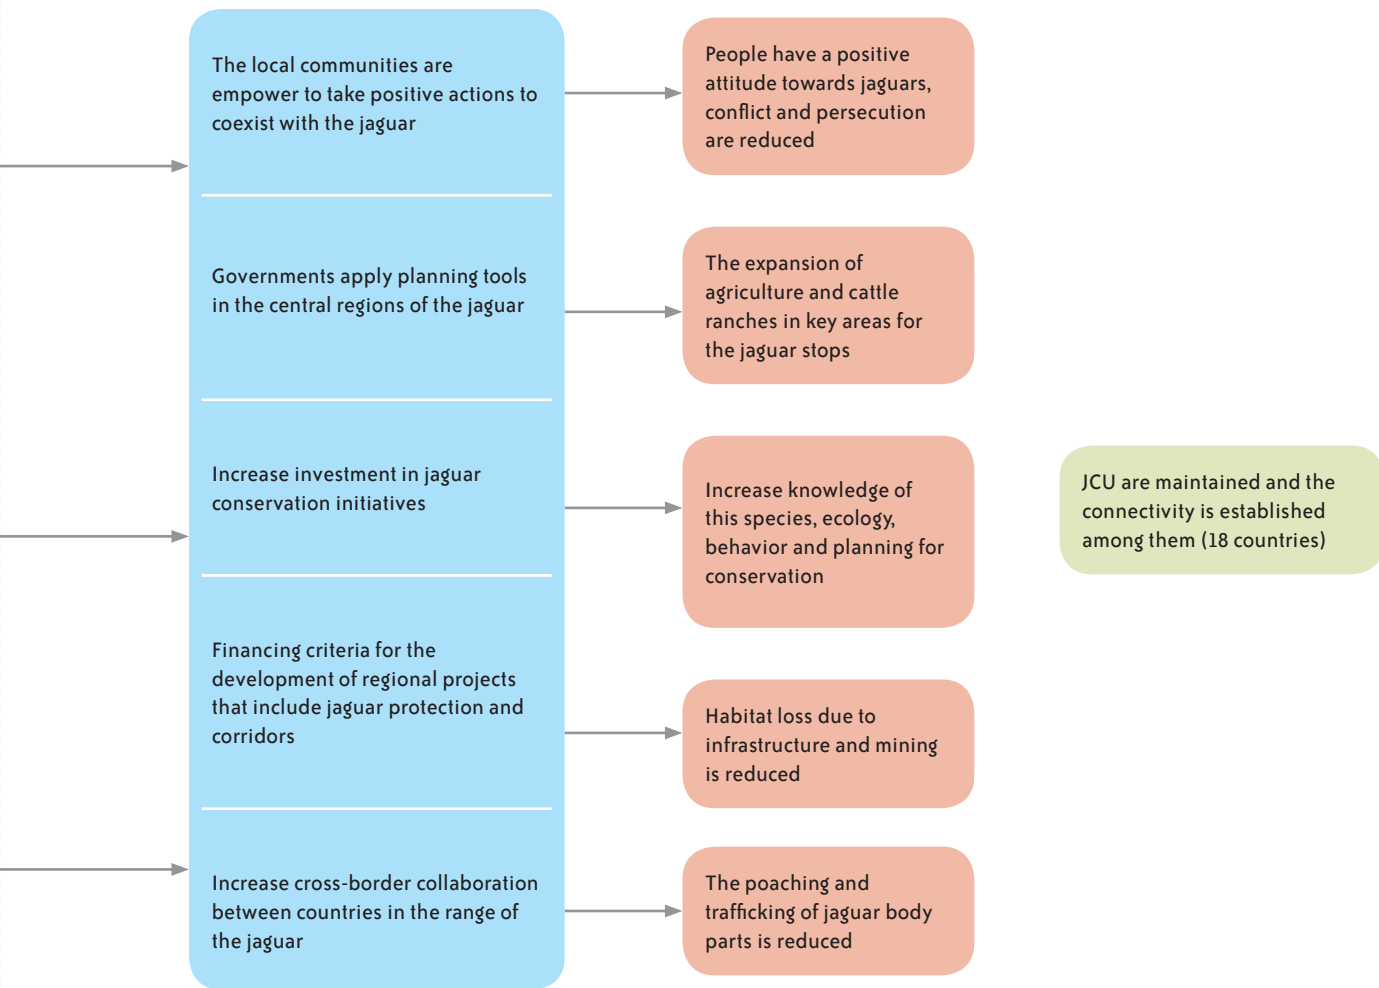 The local communities are
empower to take positive actions to
coexist with the jaguar
People have a positive
attitude towards jaguars,
conflict and persecution
are reduced
Governments apply planning tools
in the central regions of the jaguar
The expansion of
agriculture and cattle
ranches in key areas for
the jaguar stops
Increase investment in jaguar
conservation initiatives
Increase knowledge of
this species, ecology,
behavior and planning for
conservation
JCU are maintained and the
connectivity is established
among them (18 countries)
Financing criteria for the
development of regional projects
that include jaguar protection and
corridors
Habitat loss due to
infrastructure and mining
is reduced
Increase cross-border collaboration
between countries in the range of
the jaguar
The poaching and
trafficking of jaguar body
parts is reduced